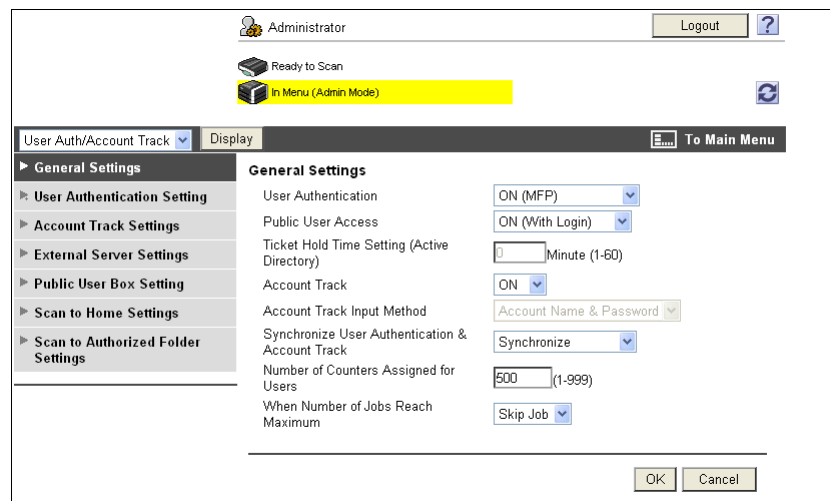 Administrator
Logout
?
Ready to Scan
In Menu (Admin Mode)
User Auth/Account Track
Display
To Main Menu
General Settings
User Authentication Setting
Account Track Settings
External Server Settings
Public User Box Setting
Scan to Home Settings
Scan to Authorized Folder
Settings
General Settings
User Authentication
ON (MFP)
Public User Access
ON (With Login)
Ticket Hold Time Setting (Active
Directory)
0 Minute (1-60)
Account Track
ON
Account Track Input Method
Account Name & Password
Synchronize User Authentication &
Account Track
Synchronize
Number of Counters Assigned for
Users
500 (1-999)
When Number of Jobs Reach
Maximum
Skip Job
OK
Cancel